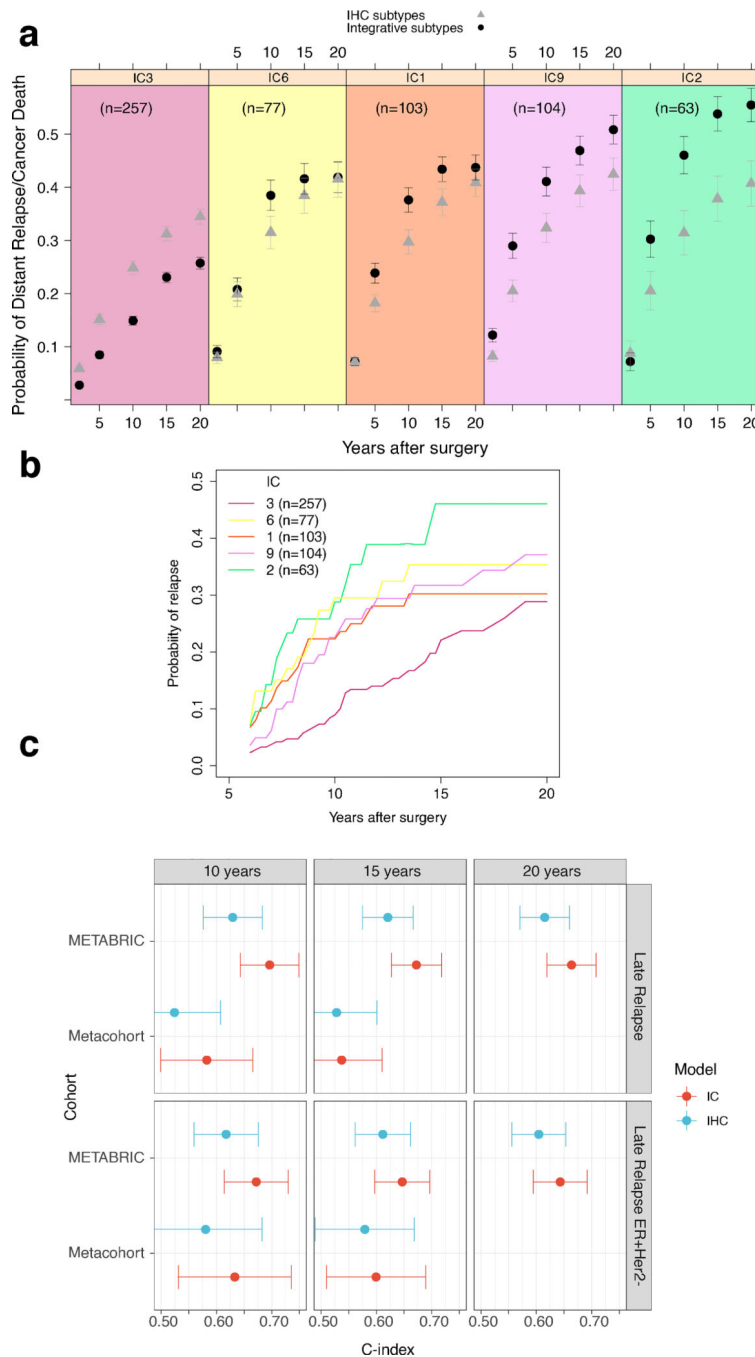 a
IHC subtypes
Integrative subtypes
5 10 15 20 5 10 15 20
IC3 IC6 IC1 IC9 IC2
(n=257) (n=77) (n=103) (n=104) (n=63)
0.5
0.4
0.3
0.2
0.1
Probability of Distant Relapse/Cancer Death
5 10 15 20 5 10 15 20 5 10 15 20
Years after surgery
b
IC
3 (n=257)
6 (n=77)
1 (n=103)
9 (n=104)
2 (n=63)
0.5
0.4
0.3
0.2
0.1
0.0
Probability of relapse
5 10 15 20
Years after surgery
c
10 years 15 years 20 years
METABRIC
Metacohort
Late Relapse
METABRIC
Metacohort
Late Relapse ER+Her2-
Cohort
0.50 0.60 0.70 0.50 0.60 0.70 0.50 0.60 0.70
C-index
Model
IC
IHC